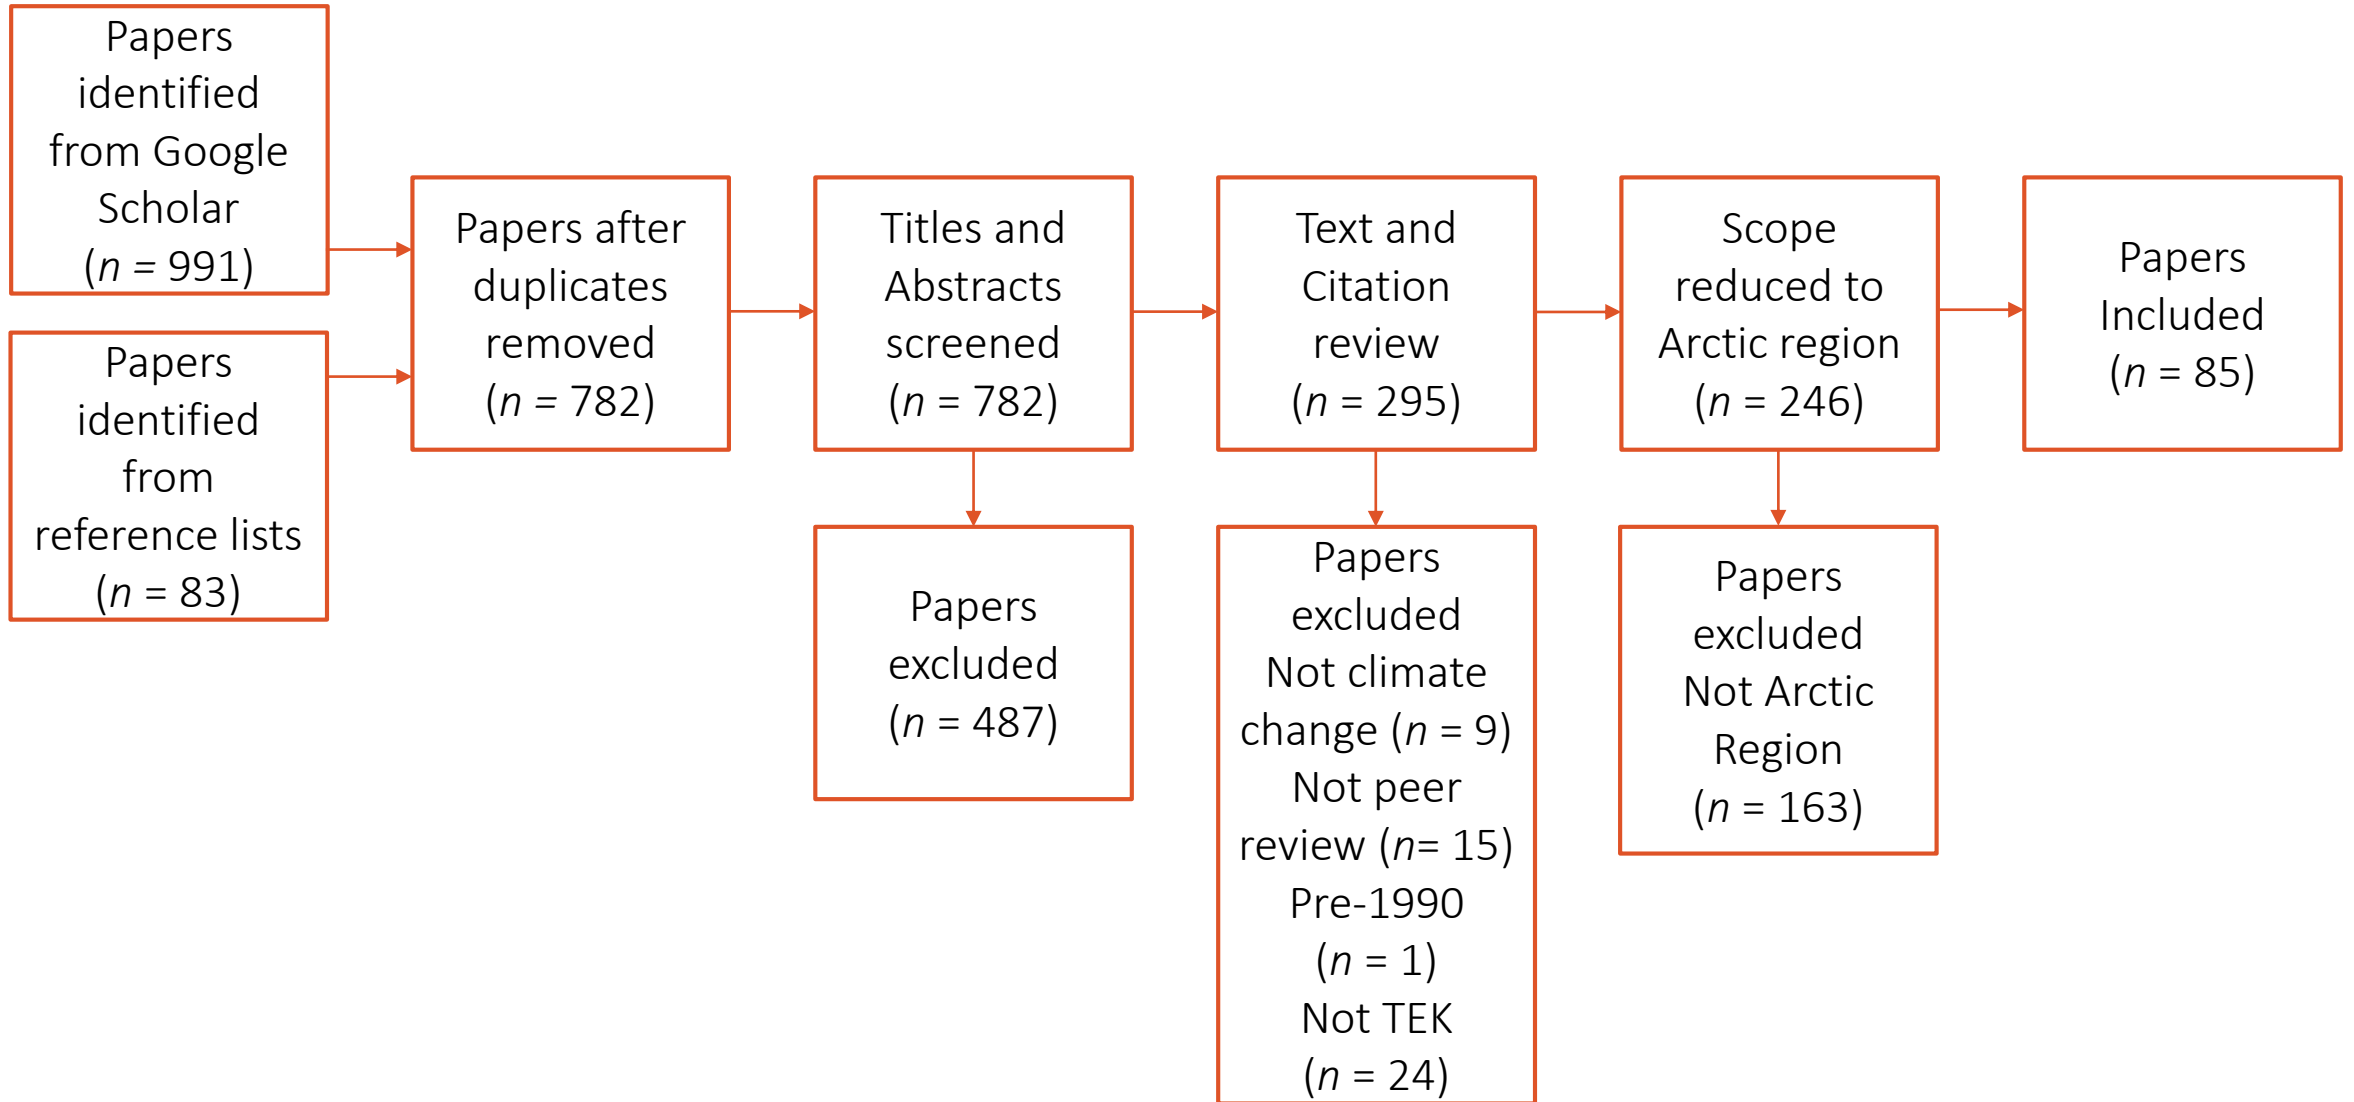 Papers
identified
from Google
Scholar
(n = 991)
Papers
identified
from
reference lists
(n = 83)
Papers after
duplicates
removed
(n = 782)
Titles and
Abstracts
screened
(n = 782)
Papers
excluded
(n = 487)
Text and
Citation
review
(n = 295)
Papers
excluded
Not climate
change (n = 9)
Not peer
review (n= 15)
Pre-1990
(n = 1)
Not TEK
(n = 24)
Scope
reduced to
Arctic region
(n = 246)
Papers
excluded
Not Arctic
Region
(n = 163)
Papers
Included
(n = 85)